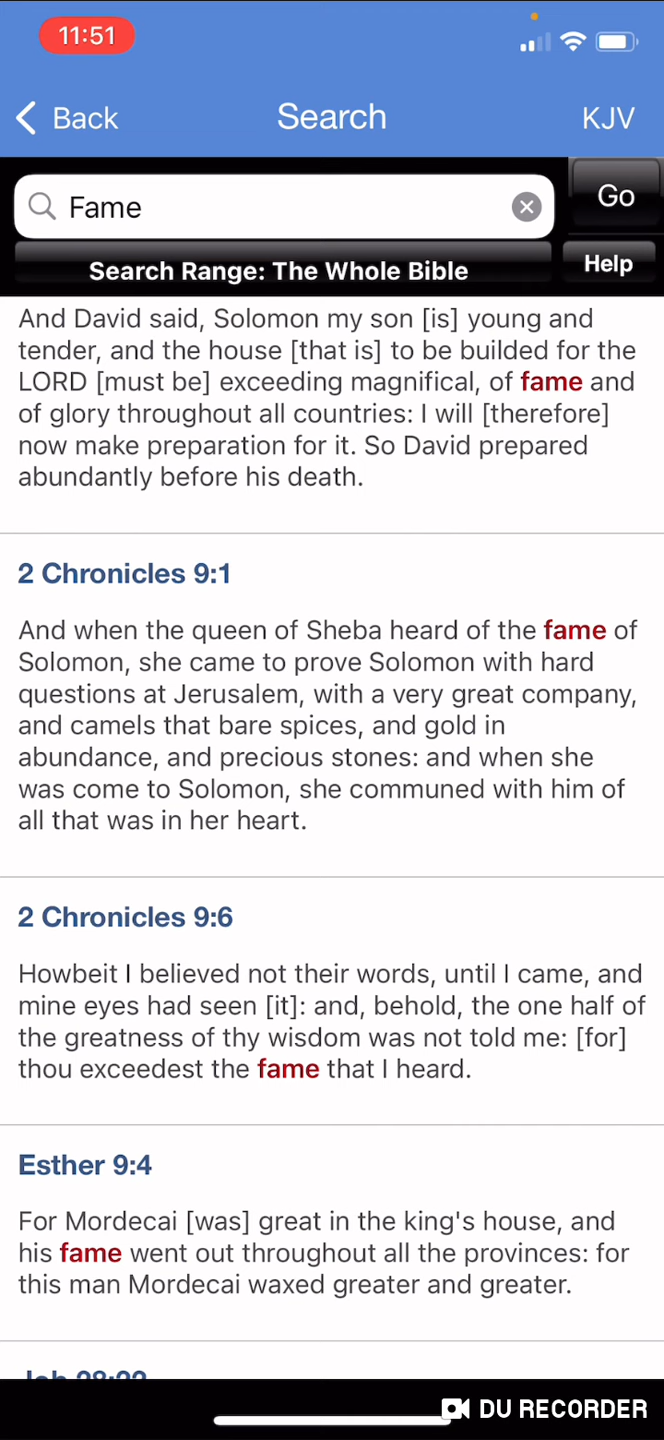 11:51
Back
Search
KJV
Fame
Go
Search Range: The Whole Bible
Help
And David said, Solomon my son [is] young and
tender, and the house [that is] to be builded for the
LORD [must be] exceeding magnifical, of fame and
of glory throughout all countries: I will [therefore]
now make preparation for it. So David prepared
abundantly before his death.
2 Chronicles 9:1
And when the queen of Sheba heard of the fame of
Solomon, she came to prove Solomon with hard
questions at Jerusalem, with a very great company,
and camels that bare spices, and gold in
abundance, and precious stones: and when she
was come to Solomon, she communed with him of
all that was in her heart.
2 Chronicles 9:6
Howbeit I believed not their words, until I came, and
mine eyes had seen [it]: and, behold, the one half of
the greatness of thy wisdom was not told me: [for]
thou exceedest the fame that I heard.
Esther 9:4
For Mordecai [was] great in the king's house, and
his fame went out throughout all the provinces: for
this man Mordecai waxed greater and greater.
Job 28:22
DU RECORDER